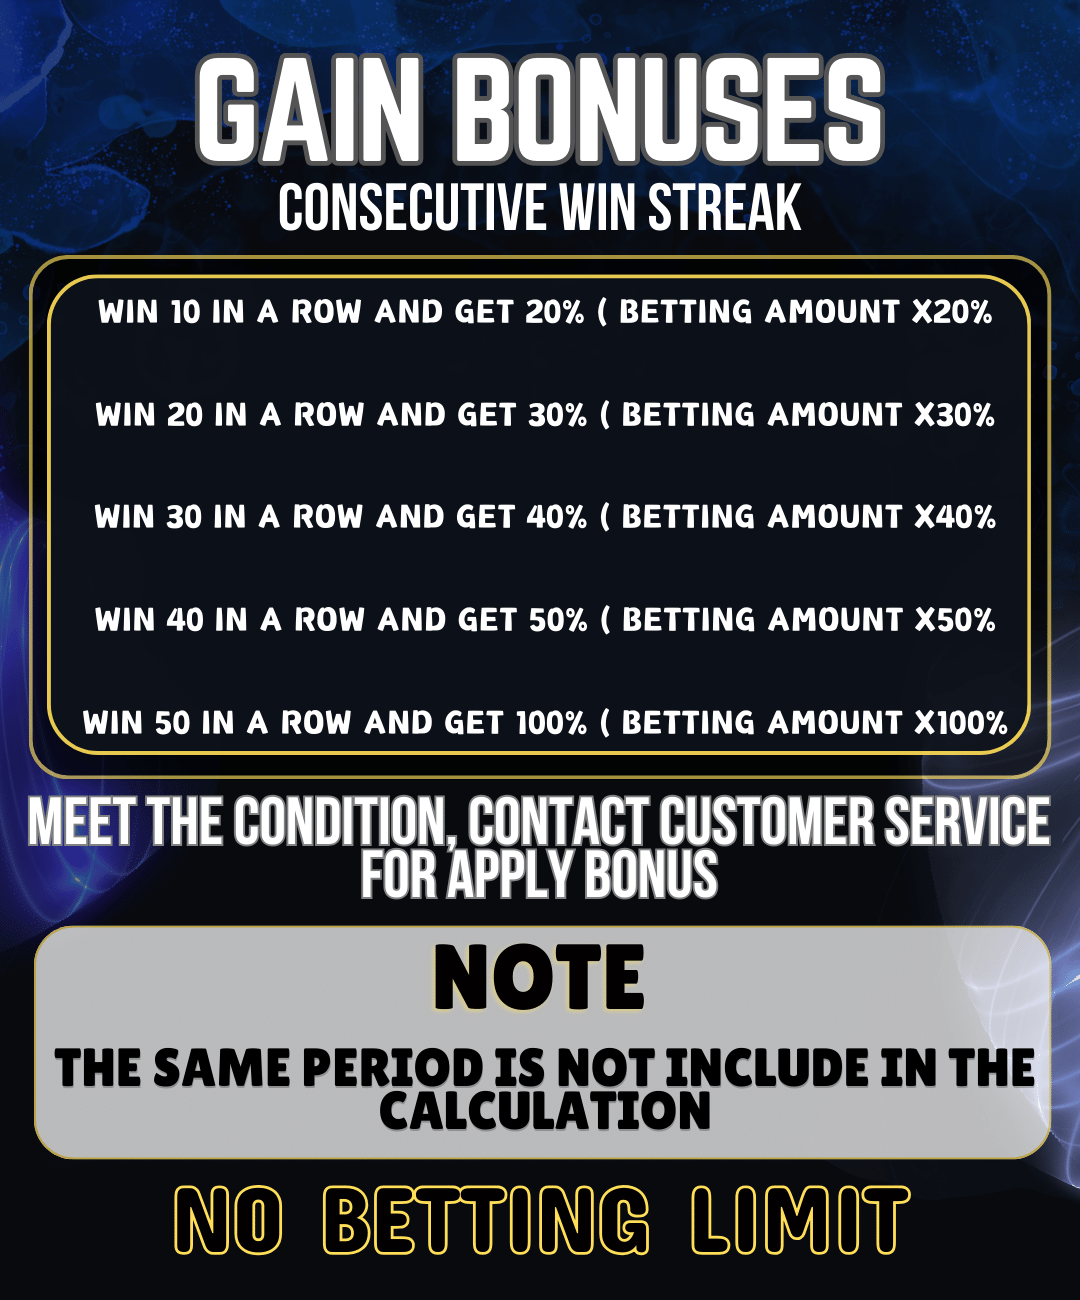 GAIN BONUSES
CONSECUTIVE WIN STREAK
WIN 10 IN A ROW AND GET 20% ( BETTING AMOUNT X20%
WIN 20 IN A ROW AND GET 30% ( BETTING AMOUNT X30%
WIN 30 IN A ROW AND GET 40% ( BETTING AMOUNT X40%
WIN 40 IN A ROW AND GET 50% ( BETTING AMOUNT X50%
WIN 50 IN A ROW AND GET 100% ( BETTING AMOUNT X100%
MEET THE CONDITION, CONTACT CUSTOMER SERVICE
FOR APPLY BONUS
NOTE
THE SAME PERIOD IS NOT INCLUDE IN THE
CALCULATION
NO BETTING LIMIT